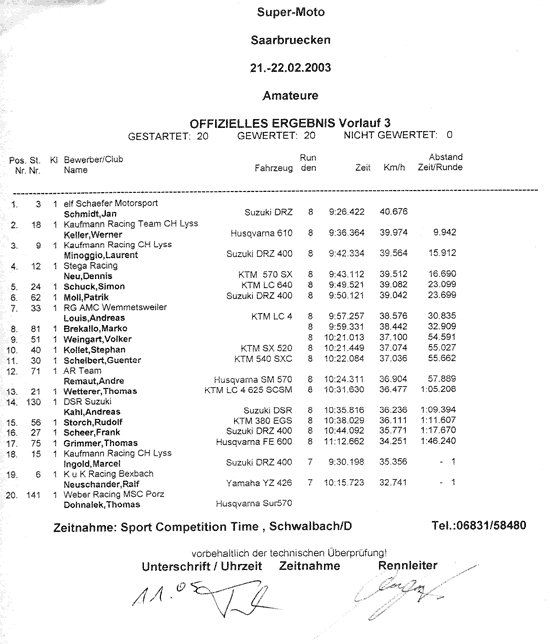 Super-Moto
Saarbruecken
21.-22.02.2003
Amateure
OFFIZIELLES ERGEBNIS Vorlauf 3
GESTARTET: 20 GEWERTET: 20 NICHT GEWERTET: 0
Pos. St. Kl Bewerber/Club Run Abstand
Nr. Nr. Name Fahrzeug den Zeit Km/h Zeit/Runde
1. 3 1 elf Schaefer Motorsport
Schmidt,Jan Suzuki DRZ 8 9:26.422 40.676
2. 18 1 Kaufmann Racing Team CH Lyss
Keller,Werner Husqvarna 610 8 9:36.364 39.974 9.942
3. 9 1 Kaufmann Racing CH Lyss
Minoggio,Laurent Suzuki DRZ 400 8 9:42.334 39.564 15.912
4. 12 1 Stega Racing
Neu,Dennis KTM 570 SX 8 9:43.112 39.512 16.690
5. 24 1 Schuck,Simon KTM LC 640 8 9:49.521 39.082 23.099
6. 62 1 Moll,Patrik Suzuki DRZ 400 8 9:50.121 39.042 23.699
7. 33 1 RG AMC Wemmetsweiler
Louis,Andreas KTM LC 4 8 9:57.257 38.576 30.835
8. 81 1 Brekallo,Marko 8 9:59.331 38.442 32.909
9. 51 1 Weingart,Volker 8 10:21.013 37.100 54.591
10. 40 1 Kollet,Stephan KTM SX 520 8 10:21.449 37.074 55.027
11. 30 1 Schelbert,Guenter KTM 540 SXC 8 10:22.084 37.036 55.662
12. 71 1 AR Team
Remaut,Andre Husqvarna SM 570 8 10:24.311 36.904 57.889
13. 21 1 Wetterer,Thomas KTM LC 4 625 SCSM 8 10:31.630 36.477 1:05.208
14. 130 1 DSR Suzuki
Kahl,Andreas Suzuki DSR 8 10:35.816 36.236 1:09.394
15. 56 1 Storch,Rudolf KTM 380 EGS 8 10:38.029 36.111 1:11.607
16. 27 1 Scheer,Frank Suzuki DRZ 400 8 10:44.092 35.771 1:17.670
17. 75 1 Grimmer,Thomas Husqvarna FE 600 8 11:12.662 34.251 1:46.240
18. 15 1 Kaufmann Racing CH Lyss
Ingold,Marcel Suzuki DRZ 400 7 9:30.198 35.356 - 1
19. 6 1 K u K Racing Bexbach
Neuschander,Ralf Yamaha YZ 426 7 10:15.723 32.741 - 1
20. 141 1 Weber Racing MSC Porz
Dohnalek,Thomas Husqvarna Sur570
Zeitnahme: Sport Competition Time , Schwalbach/D Tel.:06831/58480
vorbehaltlich der technischen Überprüfung!
Unterschrift / Uhrzeit Zeitnahme Rennleiter
11.05